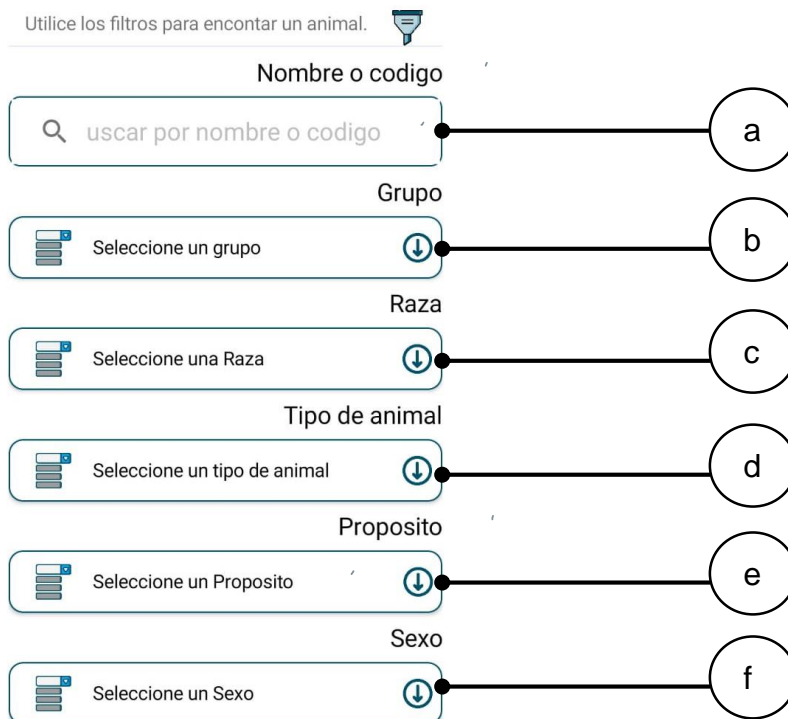 Utilice los filtros para encontar un animal.
Nombre o codigo
uscar por nombre o codigo
a
Grupo
Seleccione un grupo
b
Raza
Seleccione una Raza
c
Tipo de animal
Seleccione un tipo de animal
d
Proposito
Seleccione un Proposito
e
Sexo
Seleccione un Sexo
f